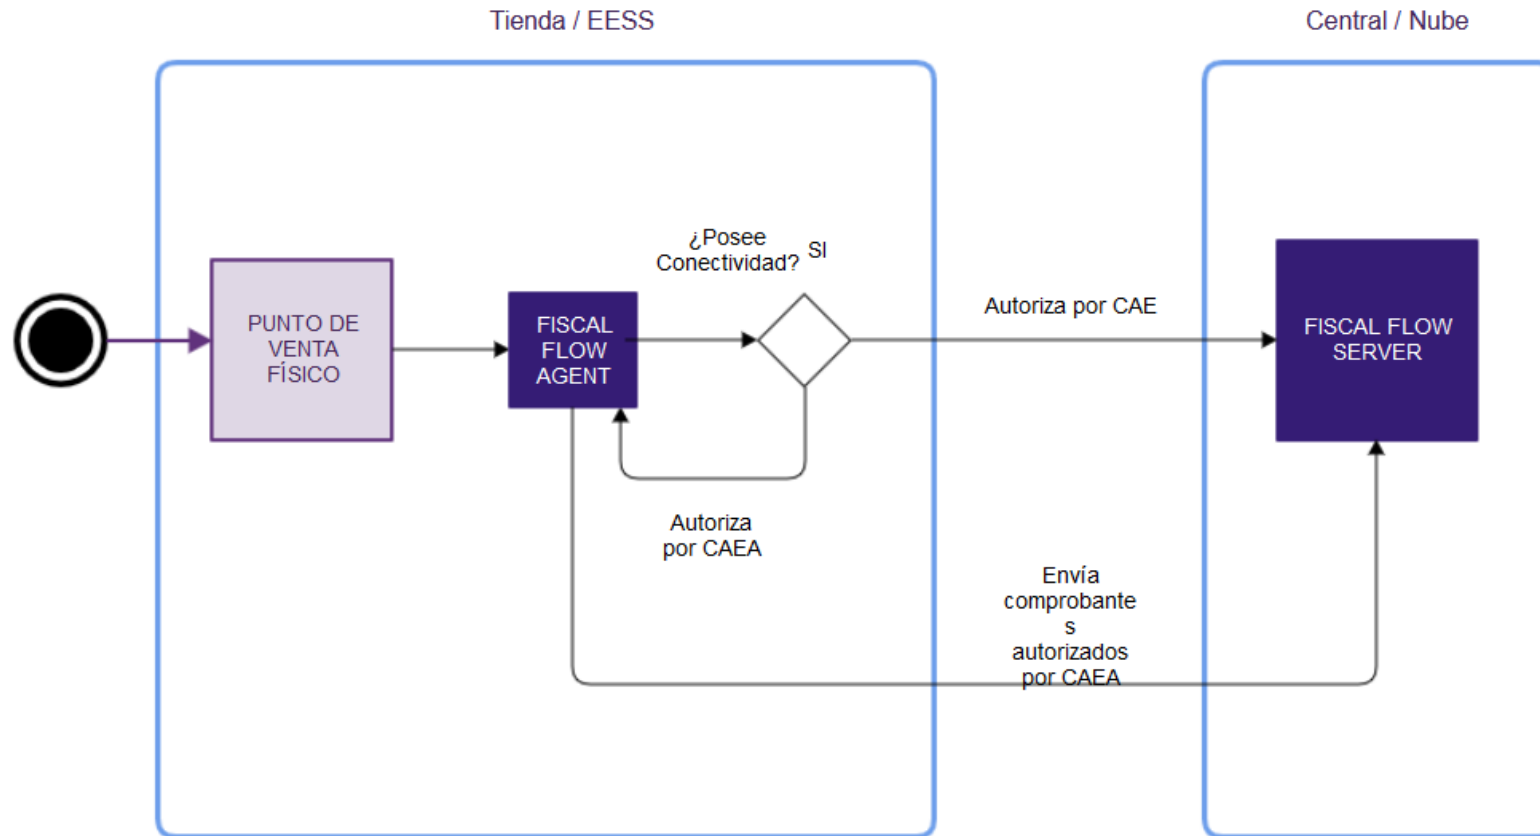 Tienda / EESS
Central / Nube
¿Posee
Conectividad?
SI
PUNTO DE
VENTA
FÍSICO
FISCAL
FLOW
AGENT
Autoriza por CAE
FISCAL FLOW
SERVER
Autoriza
por CAEA
Envía
comprobante
s
autorizados
por CAEA